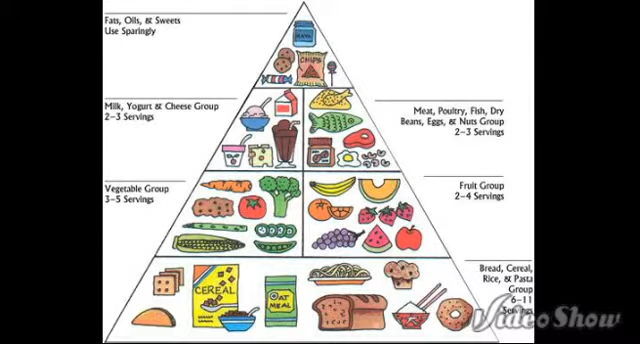 Fats, Oils, & Sweets
Use Sparingly
MAYO
CHIPS
Milk, Yogurt & Cheese Group
2–3 Servings
Meat, Poultry, Fish, Dry
Beans, Eggs, & Nuts Group
2–3 Servings
Vegetable Group
3–5 Servings
Fruit Group
2–4 Servings
Bread, Cereal,
Rice, & Pasta
Group
6–11
Servings
CEREAL
OAT
MEAL
VideoShow